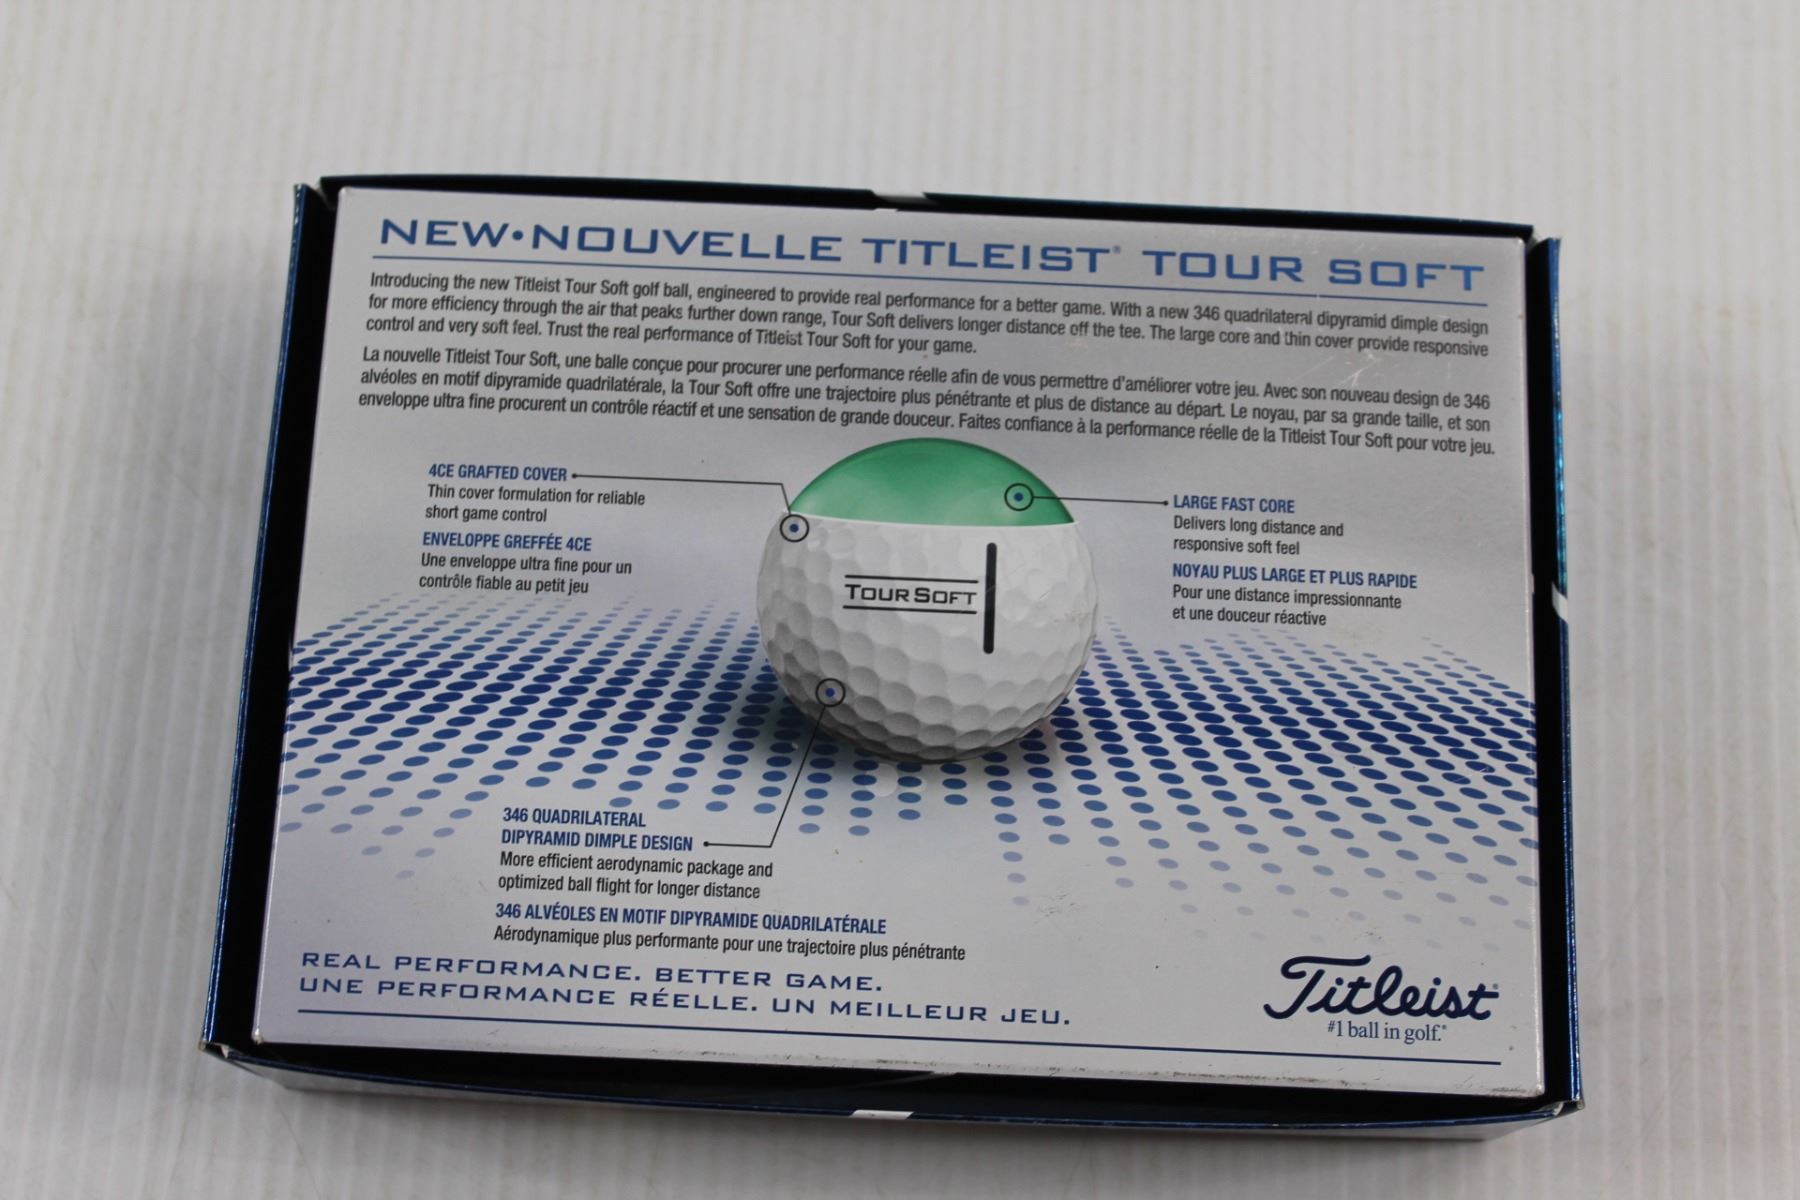 NEW•NOUVELLE TITLEIST® TOUR SOFT
Introducing the new Titleist Tour Soft golf ball, engineered to provide real performance for a better game. With a new 346 quadrilateral dipyramid dimple design
for more efficiency through the air that peaks further down range, Tour Soft delivers longer distance off the tee. The large core and thin cover provide responsive
control and very soft feel. Trust the real performance of Titleist Tour Soft for your game.
La nouvelle Titleist Tour Soft, une balle conçue pour procurer une performance réelle afin de vous permettre d'améliorer votre jeu. Avec son nouveau design de 346
alvéoles en motif dipyramide quadrilatérale, la Tour Soft offre une trajectoire plus pénétrante et plus de distance au départ. Le noyau, par sa grande taille, et son
enveloppe ultra fine procurent un contrôle réactif et une sensation de grande douceur. Faites confiance à la performance réelle de la Titleist Tour Soft pour votre jeu.
4CE GRAFTED COVER
Thin cover formulation for reliable
short game control
ENVELOPPE GREFFÉE 4CE
Une enveloppe ultra fine pour un
contrôle fiable au petit jeu
LARGE FAST CORE
Delivers long distance and
responsive soft feel
NOYAU PLUS LARGE ET PLUS RAPIDE
Pour une distance impressionnante
et une douceur réactive
TOUR SOFT
346 QUADRILATERAL
DIPYRAMID DIMPLE DESIGN
More efficient aerodynamic package and
optimized ball flight for longer distance
346 ALVÉOLES EN MOTIF DIPYRAMIDE QUADRILATÉRALE
Aérodynamique plus performante pour une trajectoire plus pénétrante
REAL PERFORMANCE. BETTER GAME.
UNE PERFORMANCE RÉELLE. UN MEILLEUR JEU.
Titleist®
#1 ball in golf.®